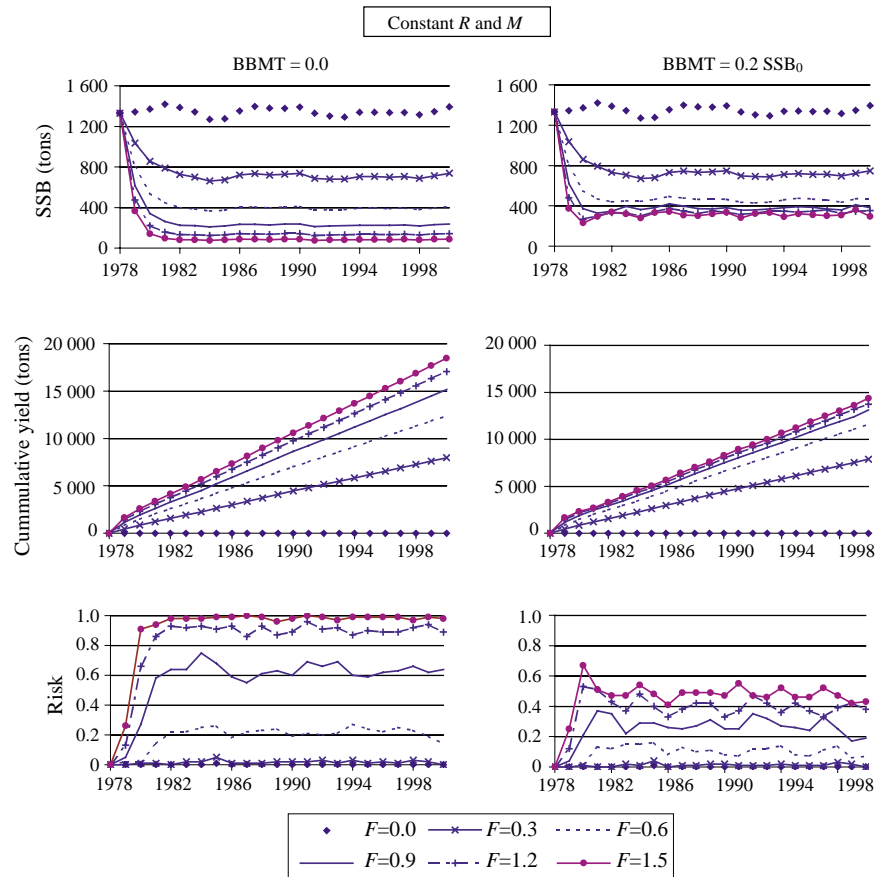 Constant R and M
BBMT = 0.0
BBMT = 0.2 SSB₀
SSB (tons)
1 600
1 200
800
400
0
1978 1982 1986 1990 1994 1998
1 600
1 200
800
400
0
1978 1982 1986 1990 1994 1998
Cummulative yield (tons)
20 000
15 000
10 000
5 000
0
1978 1982 1986 1990 1994 1998
20 000
15 000
10 000
5 000
0
1978 1982 1986 1990 1994 1998
Risk
1.0
0.8
0.6
0.4
0.2
0
1978 1982 1986 1990 1994 1998
1.0
0.8
0.6
0.4
0.2
0
1978 1982 1986 1990 1994 1998
F=0.0 F=0.3 F=0.6
F=0.9 F=1.2 F=1.5